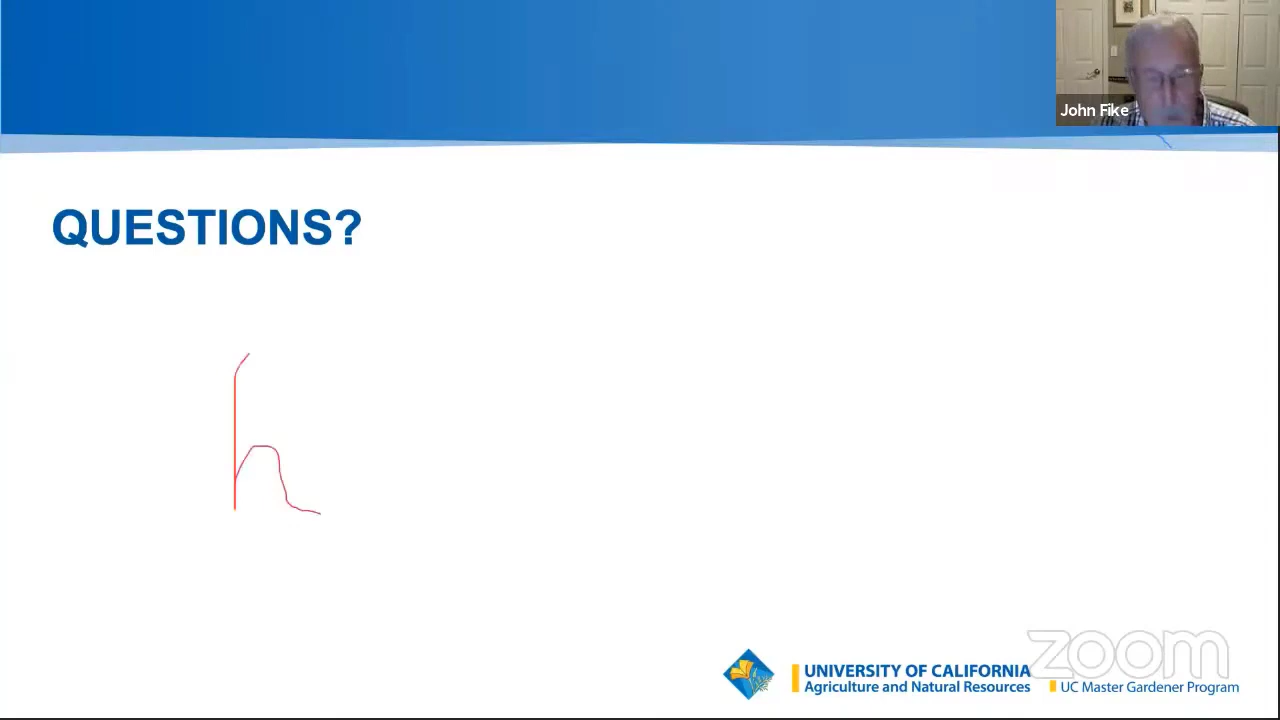 John Fike
QUESTIONS?
h
zoom
UNIVERSITY OF CALIFORNIA
Agriculture and Natural Resources
UC Master Gardener Program